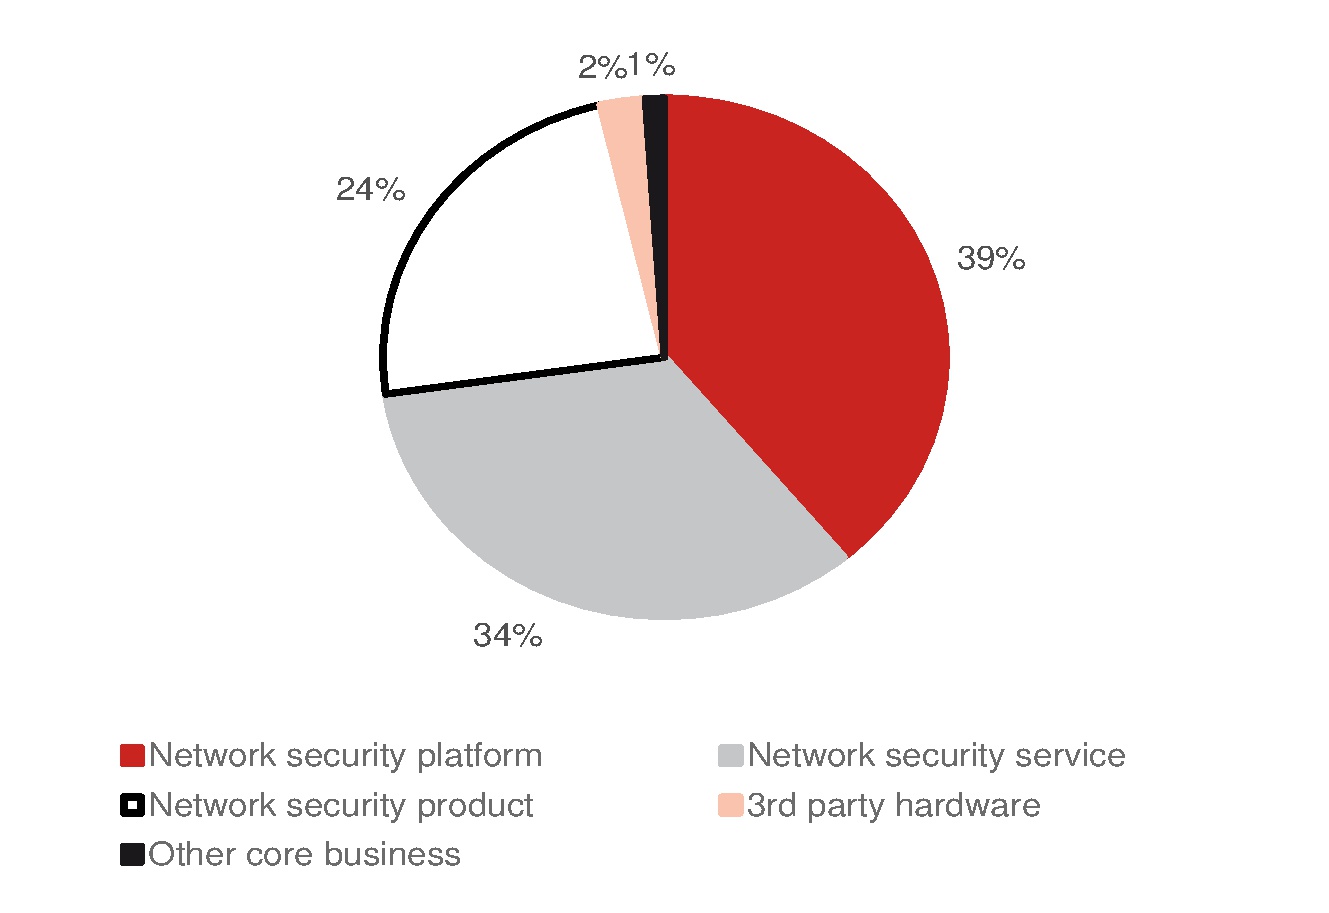 2%
1%
24%
39%
34%
Network security platform
Network security service
Network security product
3rd party hardware
Other core business